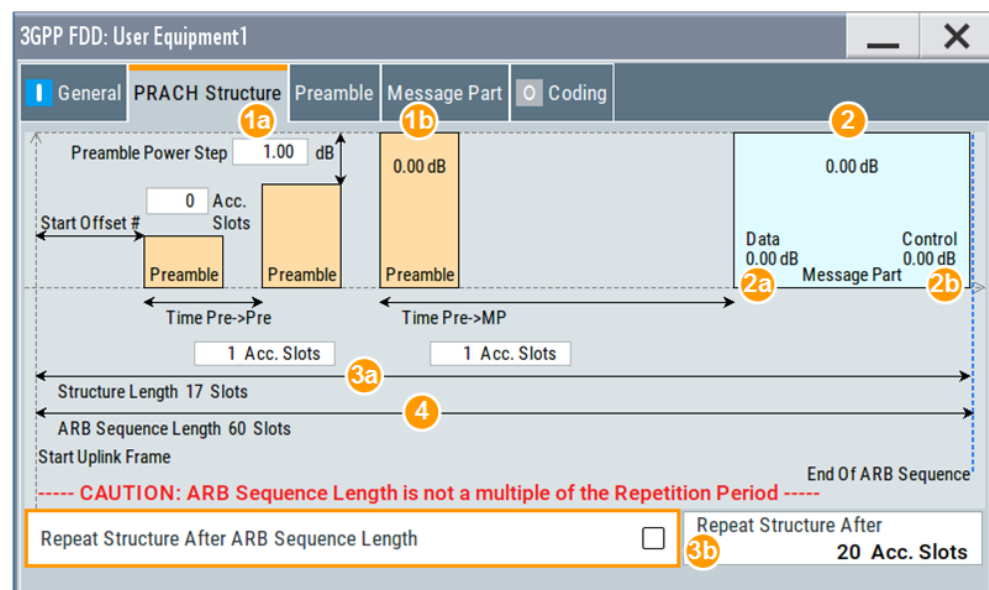 3GPP FDD: User Equipment1
General PRACH Structure Preamble Message Part O Coding
1a 1b 2
Preamble Power Step 1.00 dB
0.00 dB
0.00 dB
0 Acc.
Start Offset # Slots
Data Control
0.00 dB 0.00 dB
Preamble Preamble Preamble Message Part
2a 2b
Time Pre->Pre Time Pre->MP
1 Acc. Slots 1 Acc. Slots
3a
Structure Length 17 Slots
4
ARB Sequence Length 60 Slots
Start Uplink Frame
End Of ARB Sequence
----- CAUTION: ARB Sequence Length is not a multiple of the Repetition Period -----
Repeat Structure After ARB Sequence Length
3b
Repeat Structure After
20 Acc. Slots